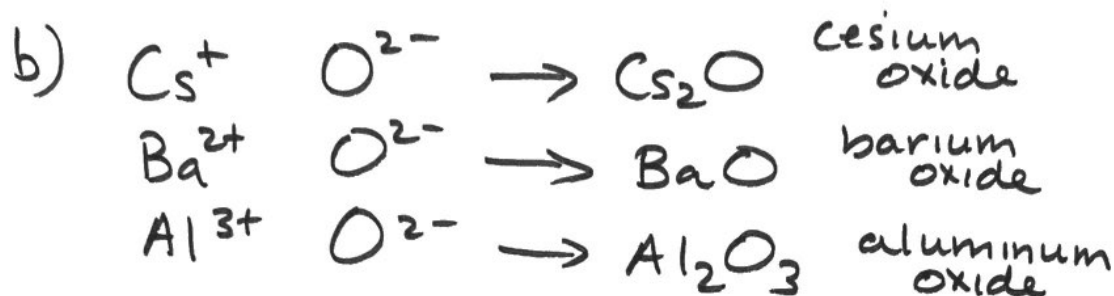 b) Cs⁺ O²⁻ → Cs₂O cesium oxide
Ba²⁺ O²⁻ → BaO barium oxide
Al³⁺ O²⁻ → Al₂O₃ aluminum oxide